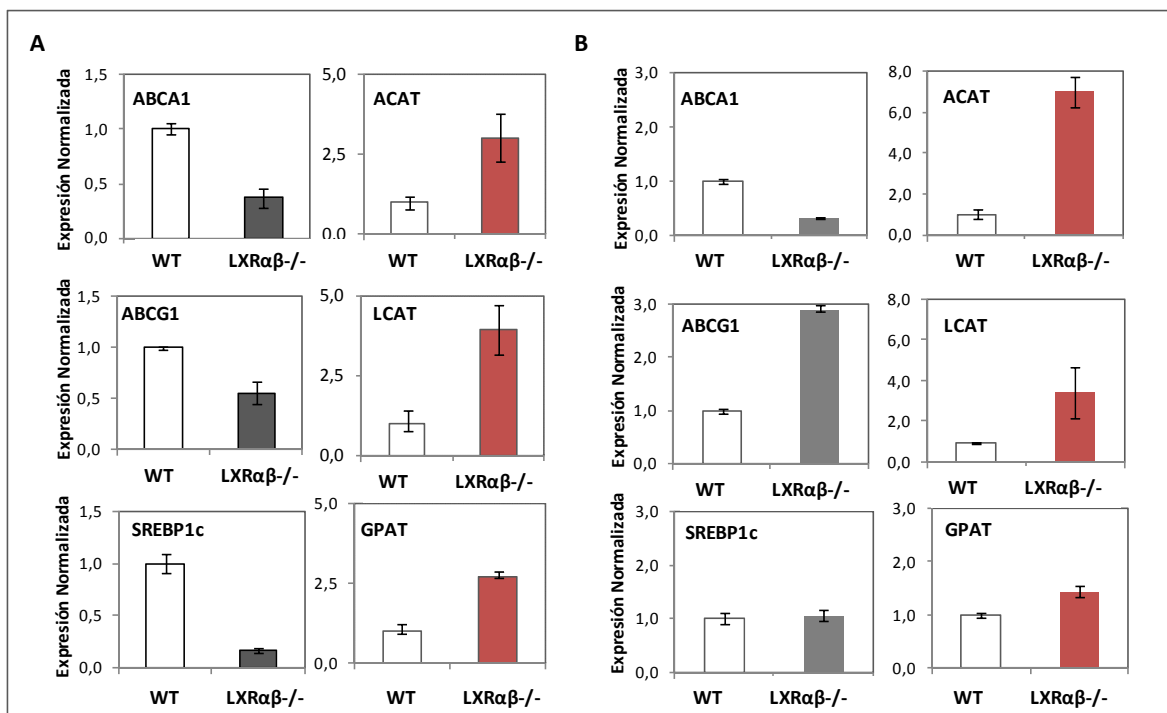 A
B
Expresión Normalizada
1,5
1,0
0,5
0,0
ABCA1
WT LXRαβ-/-
5,0
2,5
0,0
ACAT
WT LXRαβ-/-
Expresión Normalizada
3,0
2,0
1,0
0,0
ABCA1
WT LXRαβ-/-
8,0
6,0
4,0
2,0
0,0
ACAT
WT LXRαβ-/-
Expresión Normalizada
1,5
1,0
0,5
0,0
ABCG1
WT LXRαβ-/-
5,0
2,5
0,0
LCAT
WT LXRαβ-/-
Expresión Normalizada
3,0
2,0
1,0
0,0
ABCG1
WT LXRαβ-/-
8,0
6,0
4,0
2,0
0,0
LCAT
WT LXRαβ-/-
Expresión Normalizada
1,5
1,0
0,5
0,0
SREBP1c
WT LXRαβ-/-
5,0
2,5
0,0
GPAT
WT LXRαβ-/-
Expresión Normalizada
3,0
2,0
1,0
0,0
SREBP1c
WT LXRαβ-/-
3,0
2,0
1,0
0,0
GPAT
WT LXRαβ-/-